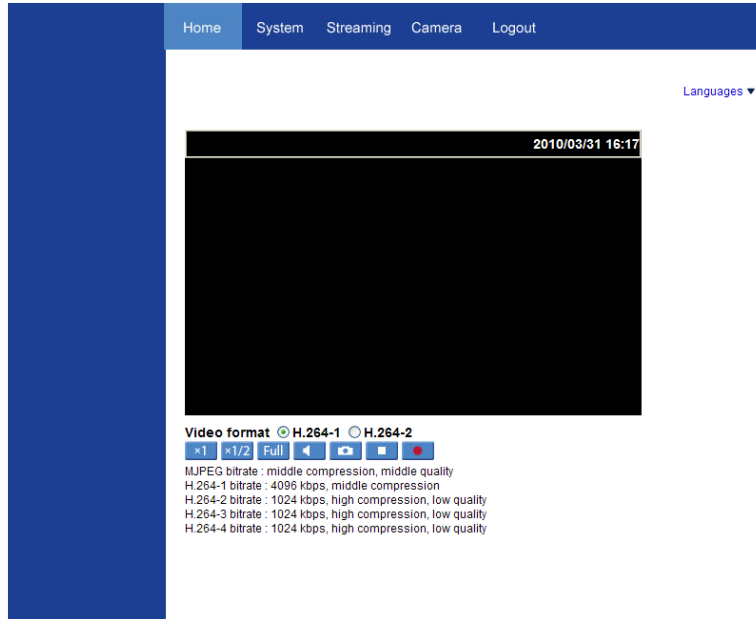 Home System Streaming Camera Logout
Languages ▼
2010/03/31 16:17
Video format H.264-1 H.264-2
×1 ×1/2 Full
MJPEG bitrate : middle compression, middle quality
H.264-1 bitrate : 4096 kbps, middle compression
H.264-2 bitrate : 1024 kbps, high compression, low quality
H.264-3 bitrate : 1024 kbps, high compression, low quality
H.264-4 bitrate : 1024 kbps, high compression, low quality